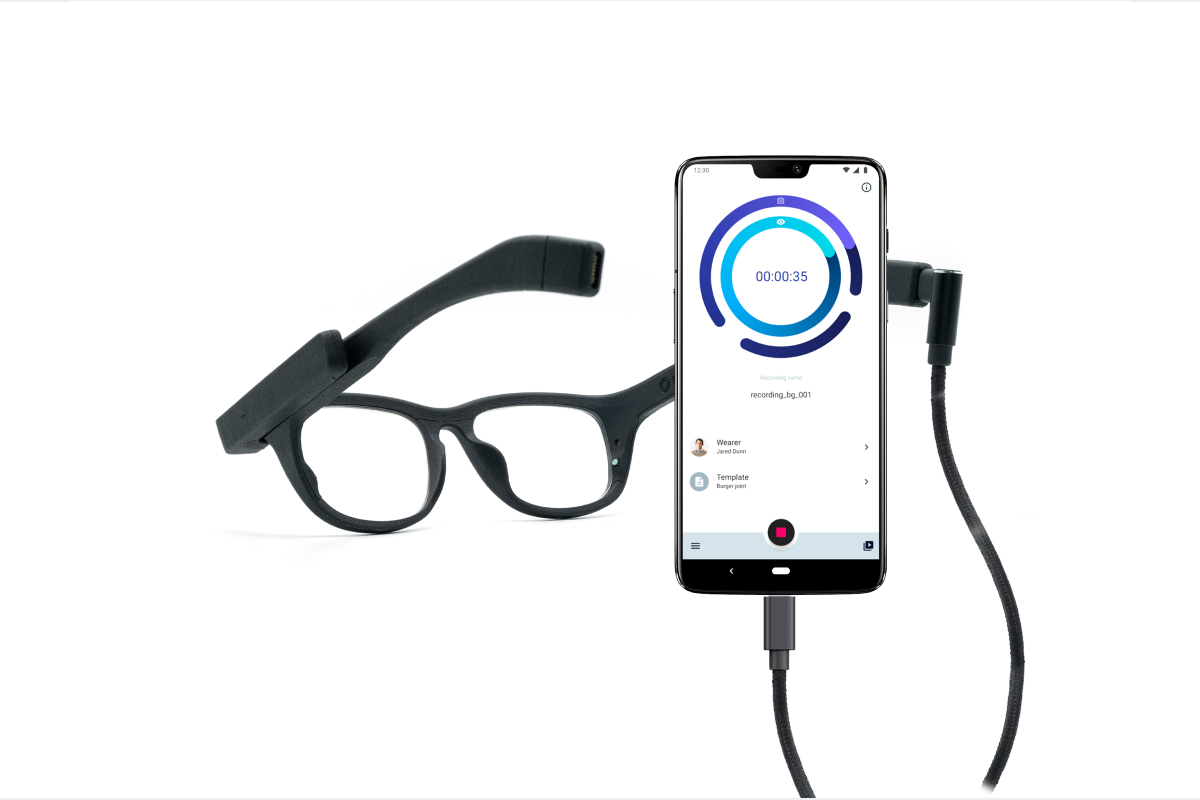 12:30
00:00:35
Recording name
recording_bg_001
Wearer
Jared Dunn
Template
Burger joint